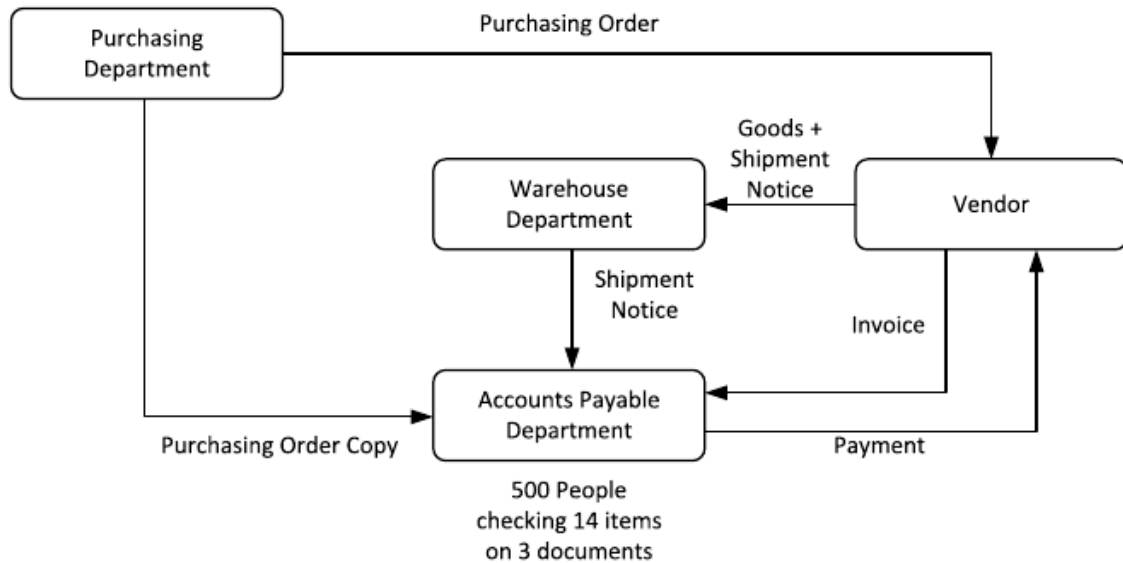 Purchasing Order
Purchasing
Department
Goods +
Shipment
Notice
Warehouse
Department
Vendor
Shipment
Notice
Invoice
Accounts Payable
Department
Purchasing Order Copy
Payment
500 People
checking 14 items
on 3 documents